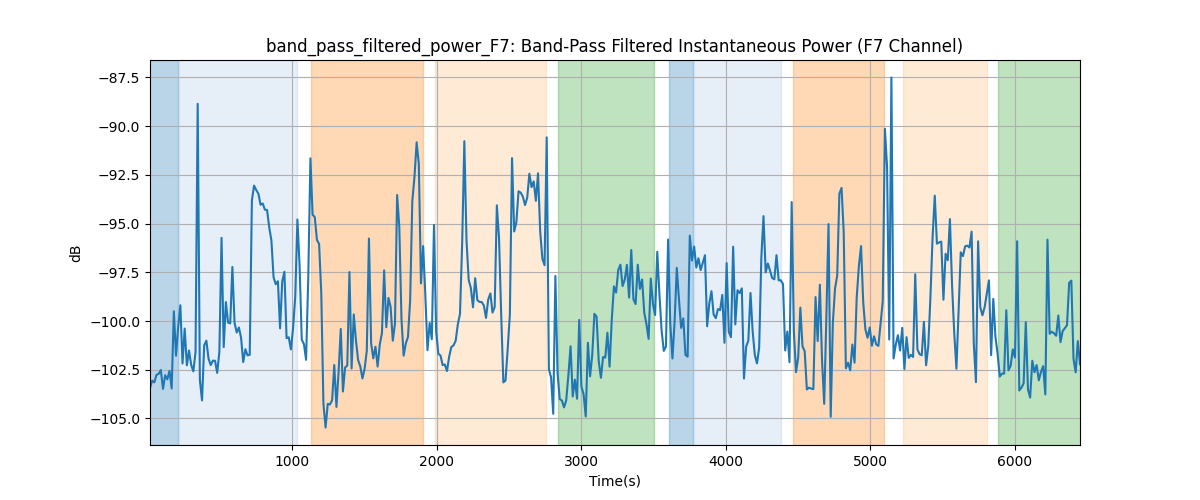 band_pass_filtered_power_F7: Band-Pass Filtered Instantaneous Power (F7 Channel)
−87.5
−90.0
−92.5
−95.0
−97.5
−100.0
−102.5
−105.0
dB
1000 2000 3000 4000 5000 6000
Time(s)